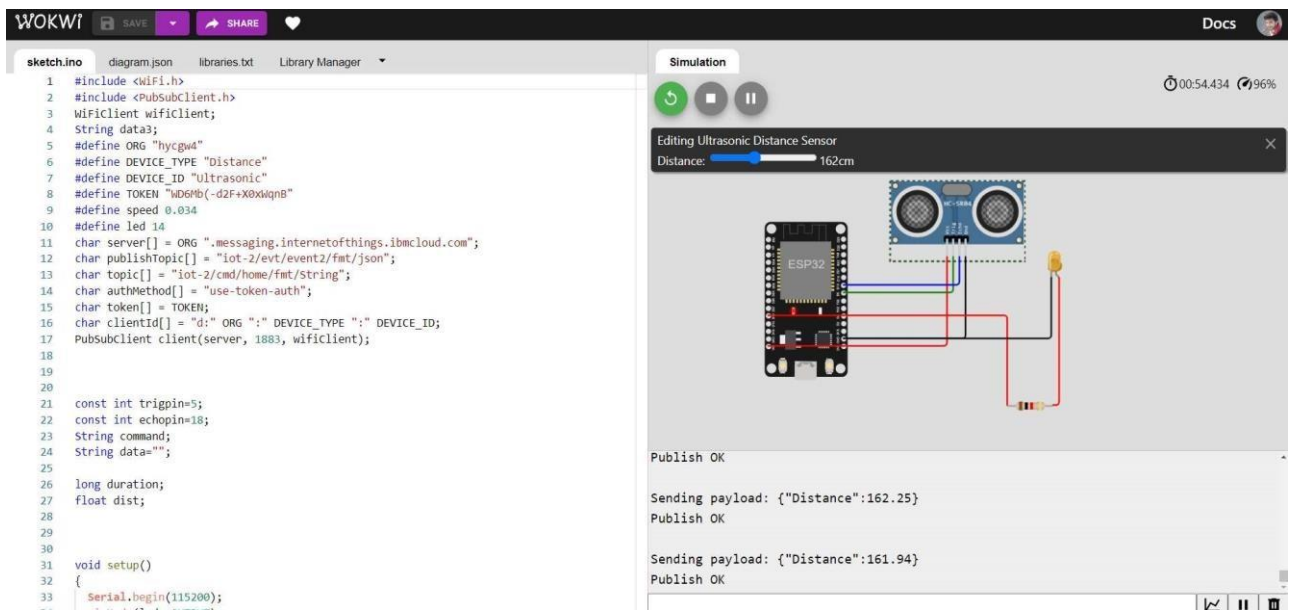 WOKWI SAVE SHARE Docs
sketch.ino diagram.json libraries.txt Library Manager
1 #include <WiFi.h>
2 #include <PubSubClient.h>
3 WiFiClient wifiClient;
4 String data3;
5 #define ORG "hycgw4"
6 #define DEVICE_TYPE "Distance"
7 #define DEVICE_ID "Ultrasonic"
8 #define TOKEN "WD6Mb(-d2F+X0xWqnB"
9 #define speed 0.034
10 #define led 14
11 char server[] = ORG ".messaging.internetofthings.ibmcloud.com";
12 char publishTopic[] = "iot-2/evt/event2/fmt/json";
13 char topic[] = "iot-2/cmd/home/fmt/String";
14 char authMethod[] = "use-token-auth";
15 char token[] = TOKEN;
16 char clientId[] = "d:" ORG ":" DEVICE_TYPE ":" DEVICE_ID;
17 PubSubClient client(server, 1883, wifiClient);
18
19
20
21 const int trigpin=5;
22 const int echopin=18;
23 String command;
24 String data="";
25
26 long duration;
27 float dist;
28
29
30
31 void setup()
32 {
33 Serial.begin(115200);
Simulation
00:54.434 96%
Editing Ultrasonic Distance Sensor
Distance: 162cm
HC-SR04
ESP32
Publish OK
Sending payload: {"Distance":162.25}
Publish OK
Sending payload: {"Distance":161.94}
Publish OK